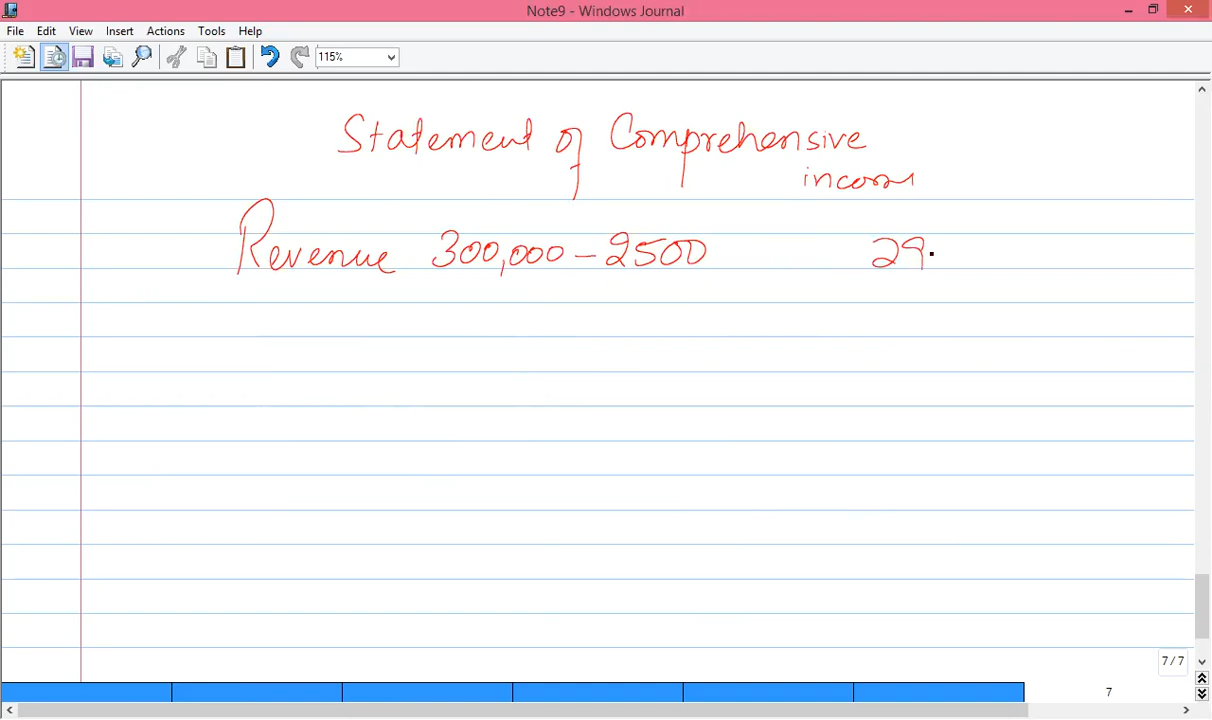 Note9 - Windows Journal
File Edit View Insert Actions Tools Help
115%
Statement of Comprehensive
income
Revenue 300,000 - 2500 29
7 / 7
7